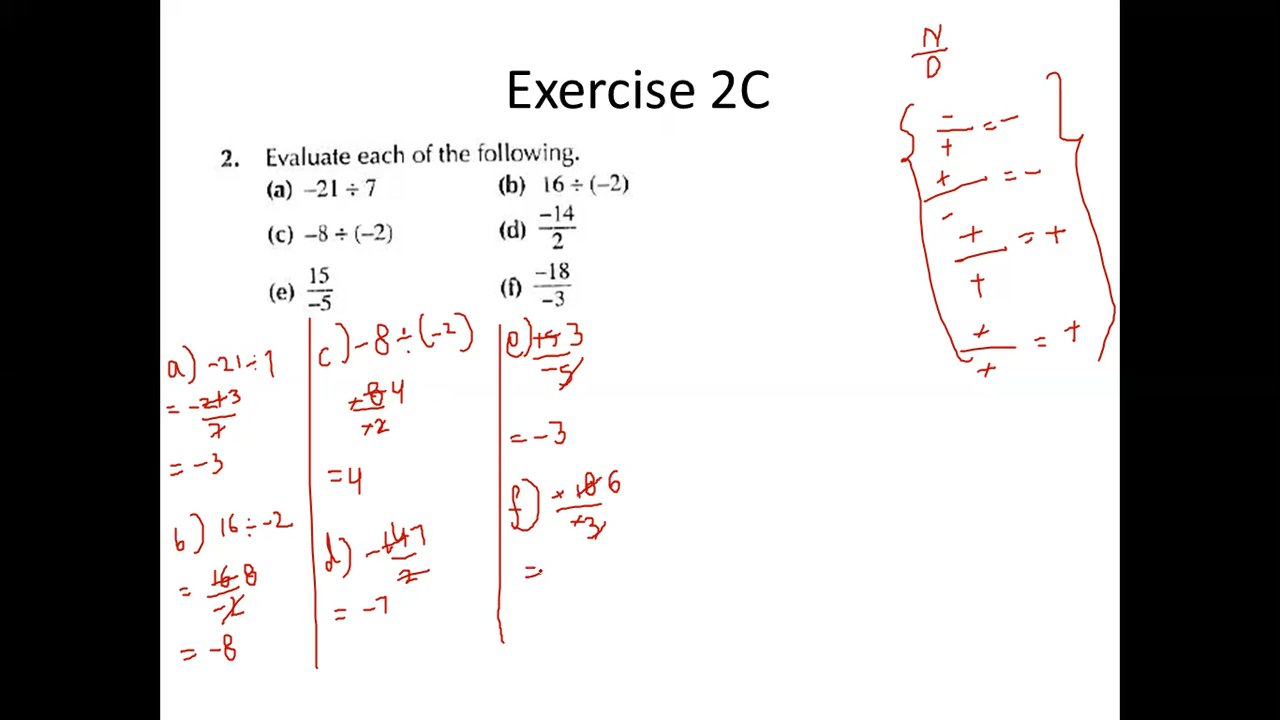 Exercise 2C
2. Evaluate each of the following.
(a) −21 ÷ 7 (b) 16 ÷ (−2)
(c) −8 ÷ (−2) (d) −14/2
(e) 15/−5 (f) −18/−3
N/D
−/+ = −
+/− = −
+/+ = +
+/+ = +
a) −21 ÷ 7
= −21 3/7
= −3
b) 16 ÷ −2
= 16 8/−2
= −8
c) −8 ÷ (−2)
+8 4/+2
= 4
d) −14 7/2
= −7
e) 3/−5
= −3
f) +18 6/+3
=